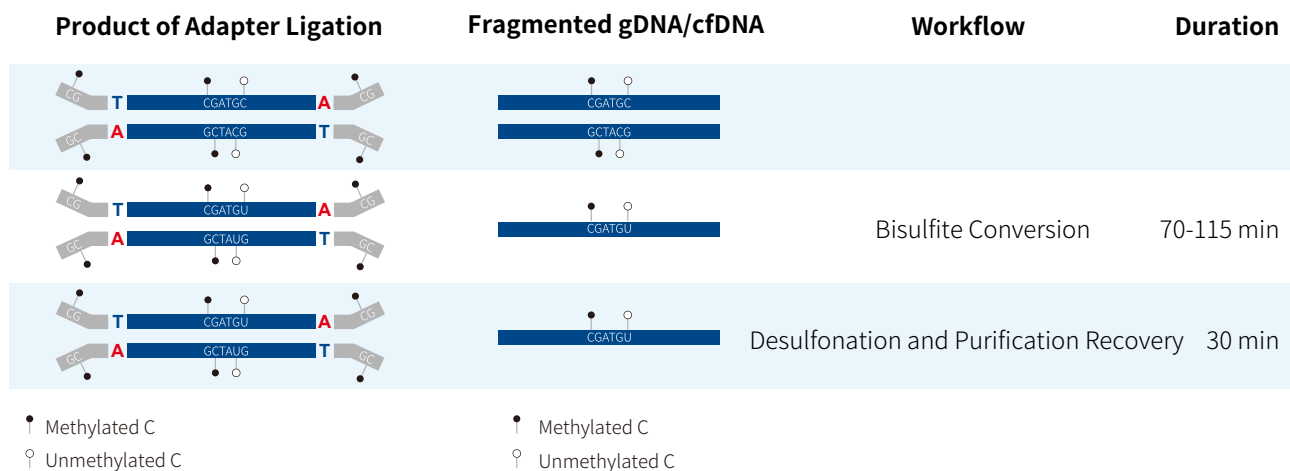 Product of Adapter Ligation Fragmented gDNA/cfDNA Workflow Duration
CG T CGATGC A CG CGATGC
GC A GCTACG T GC GCTACG
CG T CGATGU A CG
GC A GCTAUG T GC CGATGU Bisulfite Conversion 70-115 min
CG T CGATGU A CG
GC A GCTAUG T GC CGATGU Desulfonation and Purification Recovery 30 min
Methylated C Methylated C
Unmethylated C Unmethylated C